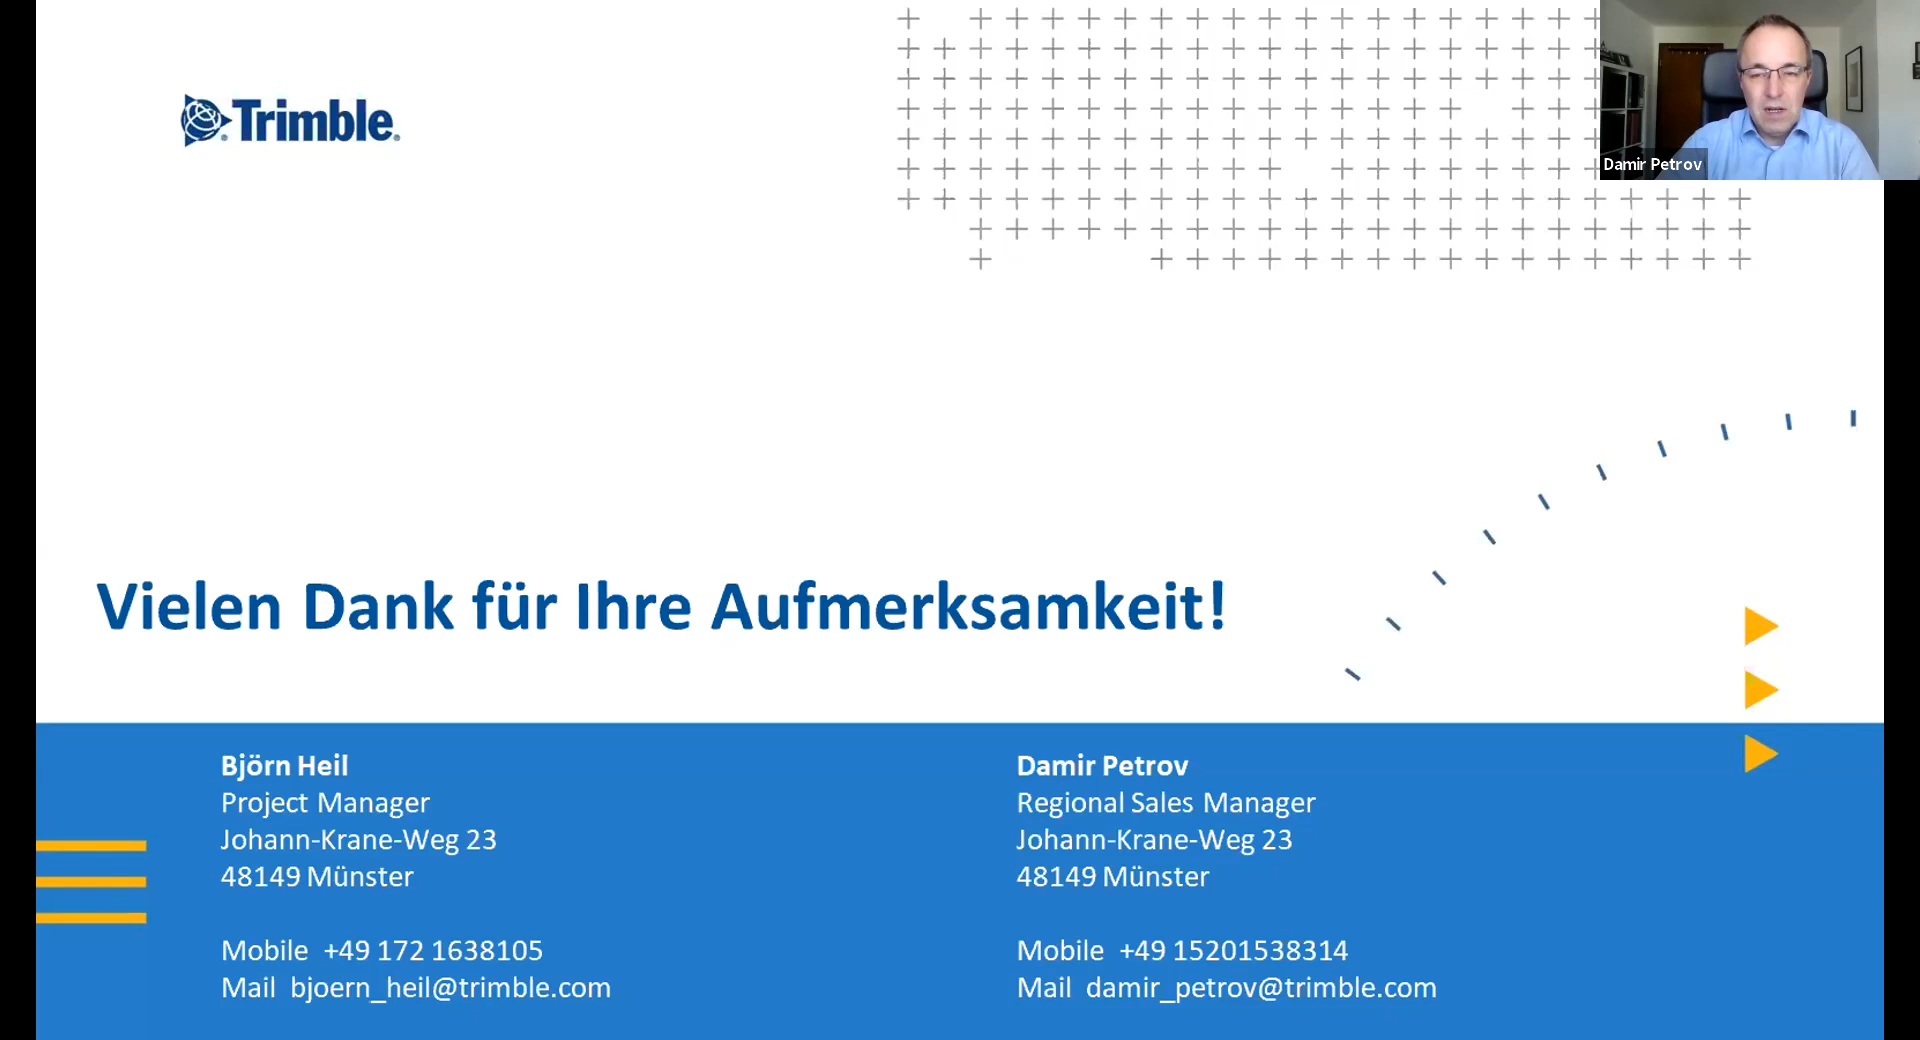 Trimble
Damir Petrov
Vielen Dank für Ihre Aufmerksamkeit!
Björn Heil
Project Manager
Johann-Krane-Weg 23
48149 Münster
Mobile +49 172 1638105
Mail bjoern_heil@trimble.com
Damir Petrov
Regional Sales Manager
Johann-Krane-Weg 23
48149 Münster
Mobile +49 15201538314
Mail damir_petrov@trimble.com